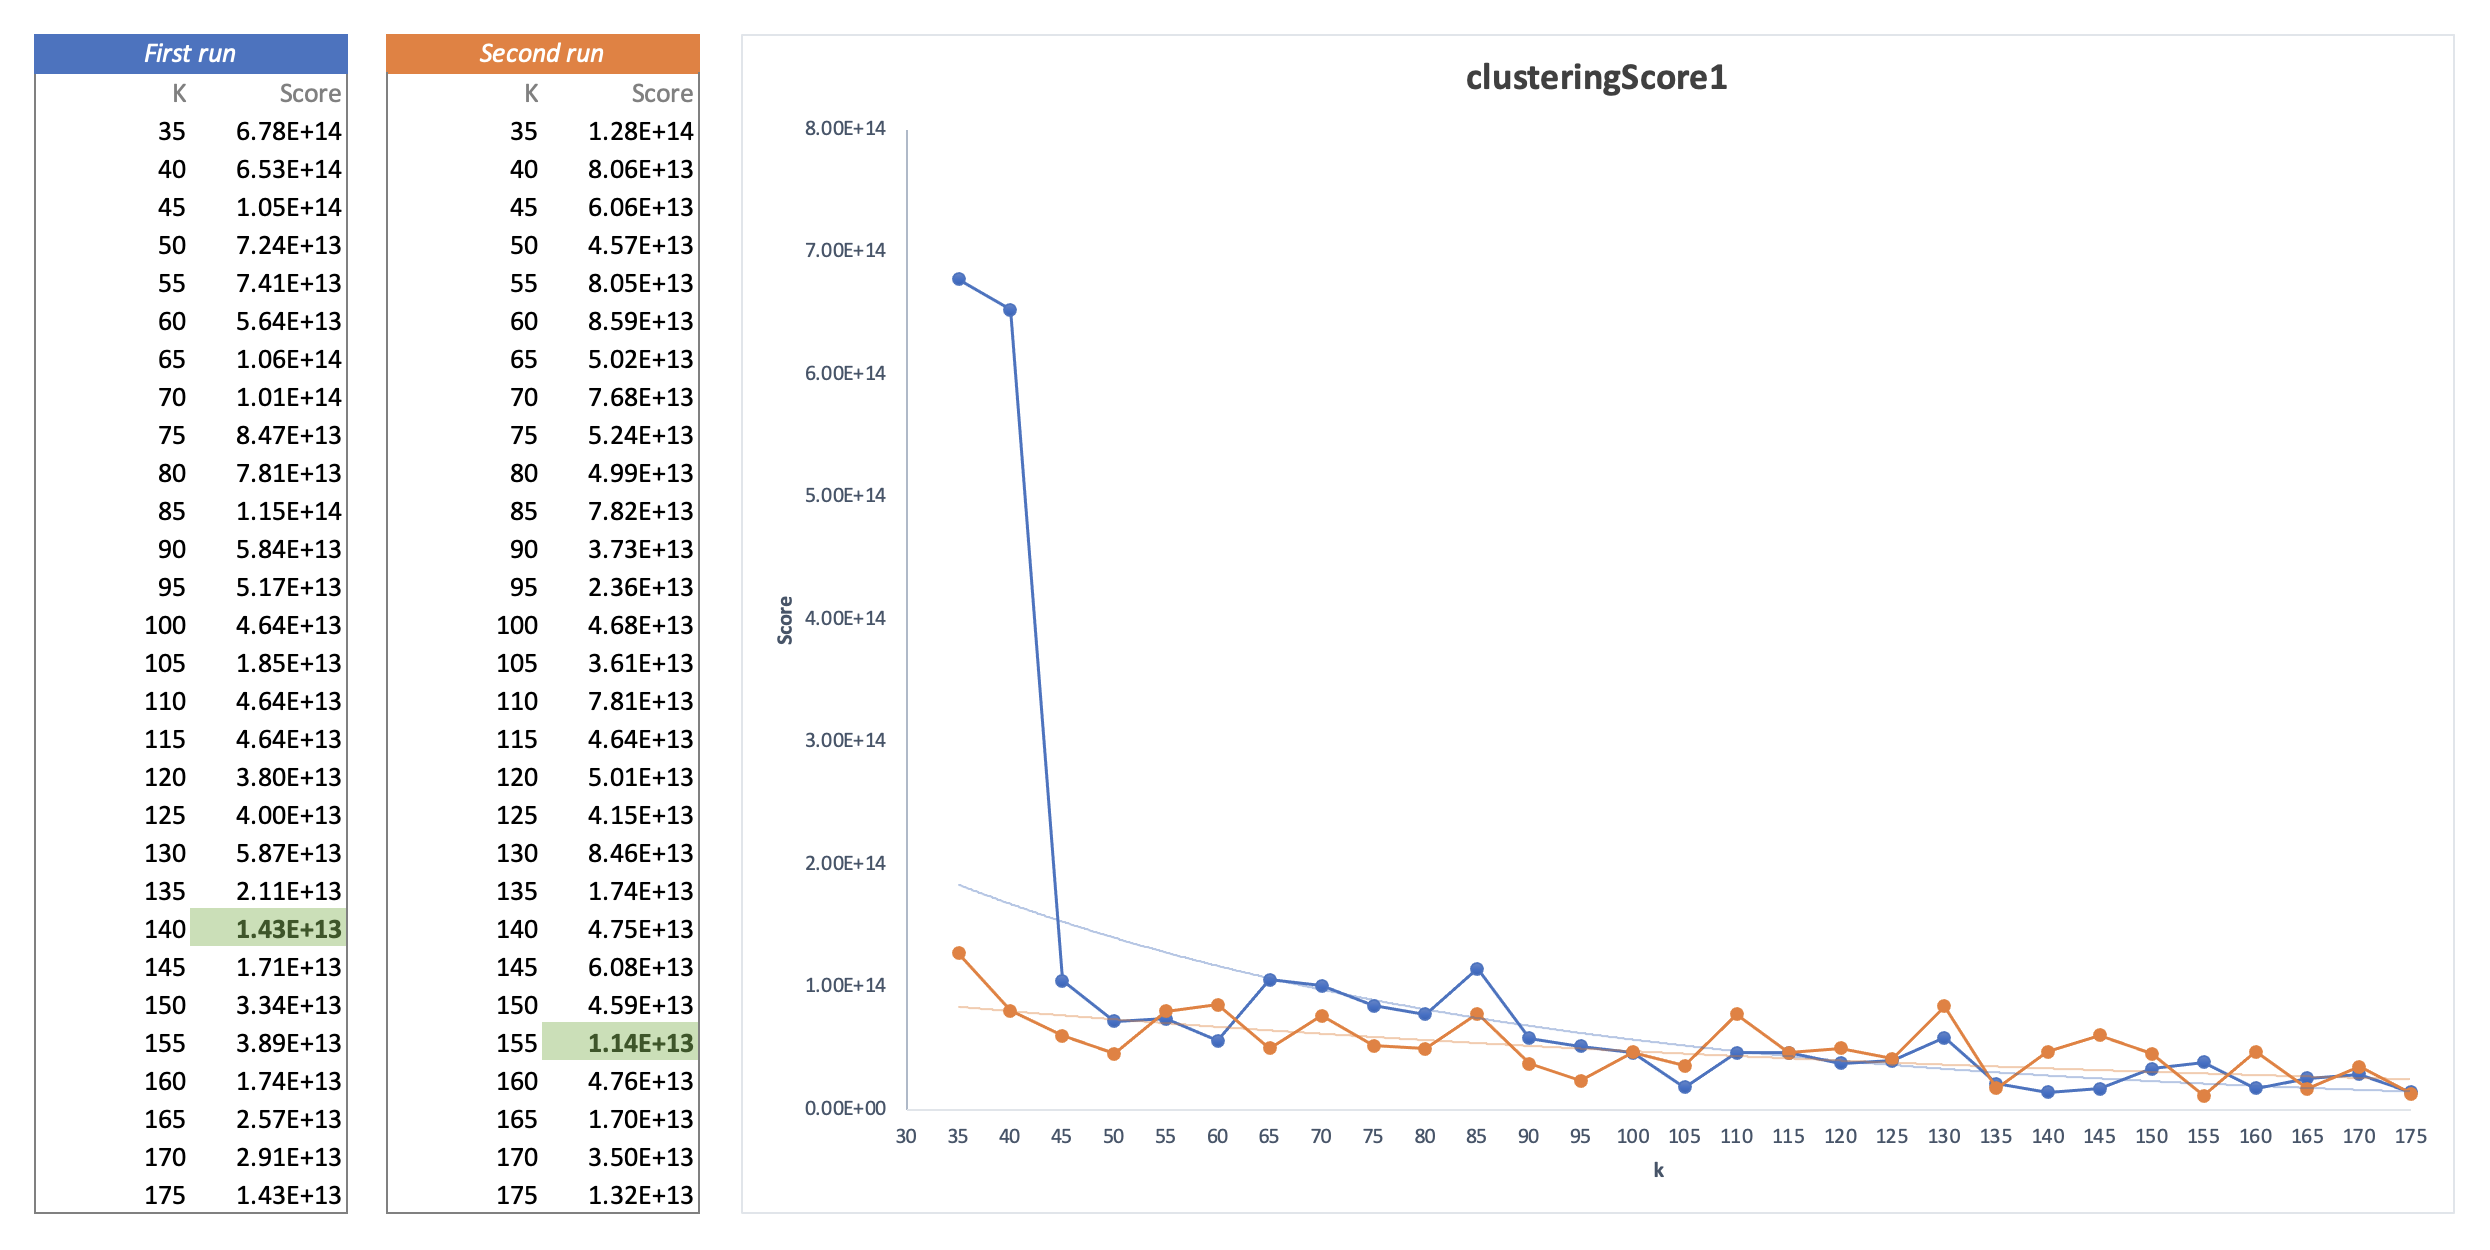 First run
K Score
35 6.78E+14
40 6.53E+14
45 1.05E+14
50 7.24E+13
55 7.41E+13
60 5.64E+13
65 1.06E+14
70 1.01E+14
75 8.47E+13
80 7.81E+13
85 1.15E+14
90 5.84E+13
95 5.17E+13
100 4.64E+13
105 1.85E+13
110 4.64E+13
115 4.64E+13
120 3.80E+13
125 4.00E+13
130 5.87E+13
135 2.11E+13
140 1.43E+13
145 1.71E+13
150 3.34E+13
155 3.89E+13
160 1.74E+13
165 2.57E+13
170 2.91E+13
175 1.43E+13
Second run
K Score
35 1.28E+14
40 8.06E+13
45 6.06E+13
50 4.57E+13
55 8.05E+13
60 8.59E+13
65 5.02E+13
70 7.68E+13
75 5.24E+13
80 4.99E+13
85 7.82E+13
90 3.73E+13
95 2.36E+13
100 4.68E+13
105 3.61E+13
110 7.81E+13
115 4.64E+13
120 5.01E+13
125 4.15E+13
130 8.46E+13
135 1.74E+13
140 4.75E+13
145 6.08E+13
150 4.59E+13
155 1.14E+13
160 4.76E+13
165 1.70E+13
170 3.50E+13
175 1.32E+13
clusteringScore1
8.00E+14
7.00E+14
6.00E+14
5.00E+14
4.00E+14
3.00E+14
2.00E+14
1.00E+14
0.00E+00
Score
30 35 40 45 50 55 60 65 70 75 80 85 90 95 100 105 110 115 120 125 130 135 140 145 150 155 160 165 170 175
k